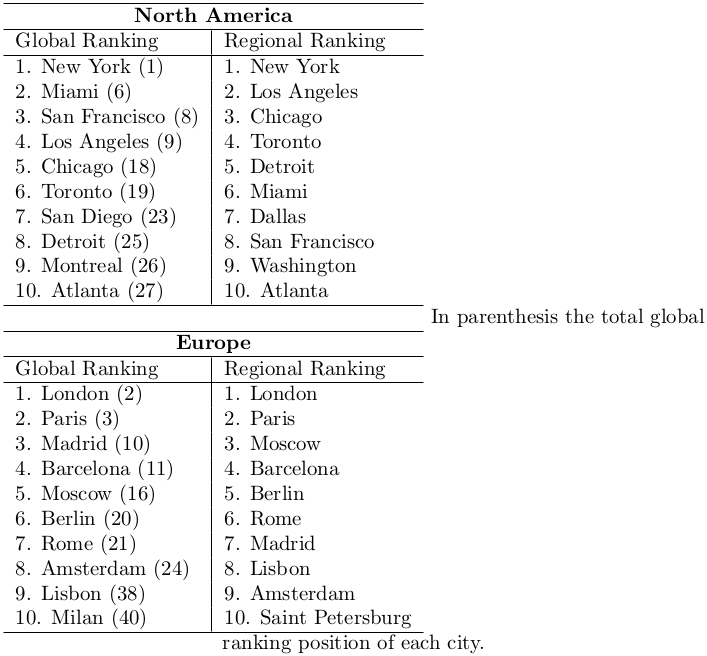 North America
Global Ranking Regional Ranking
1. New York (1) 1. New York
2. Miami (6) 2. Los Angeles
3. San Francisco (8) 3. Chicago
4. Los Angeles (9) 4. Toronto
5. Chicago (18) 5. Detroit
6. Toronto (19) 6. Miami
7. San Diego (23) 7. Dallas
8. Detroit (25) 8. San Francisco
9. Montreal (26) 9. Washington
10. Atlanta (27) 10. Atlanta
In parenthesis the total global
Europe
Global Ranking Regional Ranking
1. London (2) 1. London
2. Paris (3) 2. Paris
3. Madrid (10) 3. Moscow
4. Barcelona (11) 4. Barcelona
5. Moscow (16) 5. Berlin
6. Berlin (20) 6. Rome
7. Rome (21) 7. Madrid
8. Amsterdam (24) 8. Lisbon
9. Lisbon (38) 9. Amsterdam
10. Milan (40) 10. Saint Petersburg
ranking position of each city.